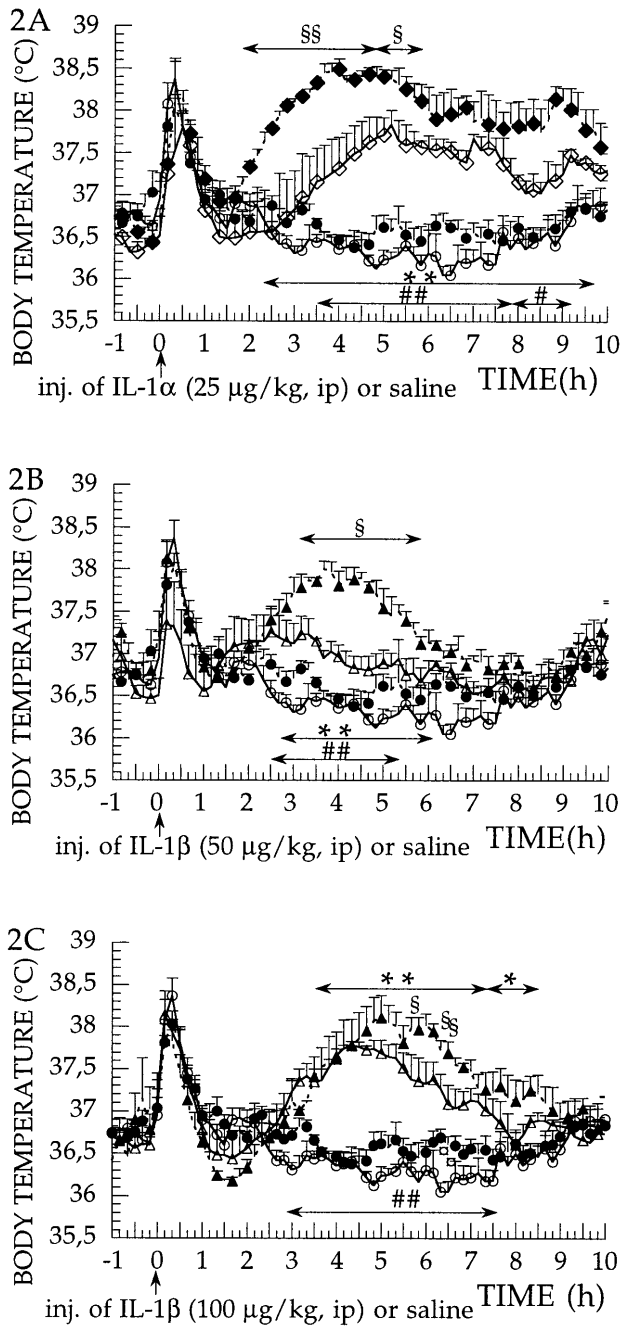 2A
§§ §
BODY TEMPERATURE (°C)
39
38,5
38
37,5
37
36,5
36
35,5
* *
## #
-1 0 1 2 3 4 5 6 7 8 9 10
inj. of IL-1α (25 µg/kg, ip) or saline TIME(h)
2B
§
BODY TEMPERATURE (°C)
39
38,5
38
37,5
37
36,5
36
35,5
* *
##
-1 0 1 2 3 4 5 6 7 8 9 10
inj. of IL-1β (50 µg/kg, ip) or saline TIME(h)
2C
* * *
§ §§
BODY TEMPERATURE (°C)
39
38,5
38
37,5
37
36,5
36
35,5
##
-1 0 1 2 3 4 5 6 7 8 9 10
inj. of IL-1β (100 µg/kg, ip) or saline TIME (h)